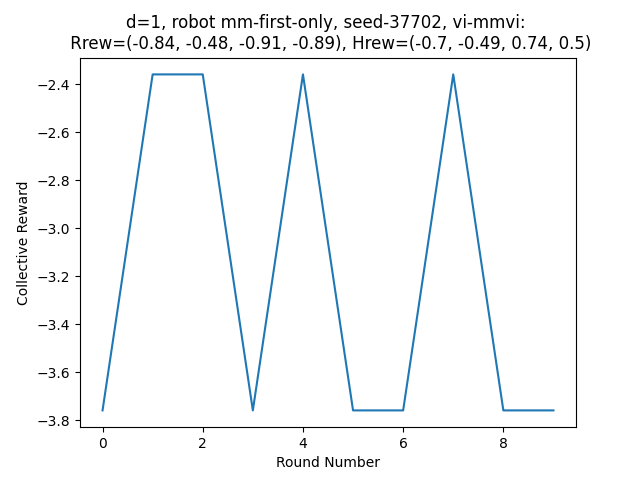 d=1, robot mm-first-only, seed-37702, vi-mmvi:
Rrew=(-0.84, -0.48, -0.91, -0.89), Hrew=(-0.7, -0.49, 0.74, 0.5)
−2.4
−2.6
−2.8
−3.0
−3.2
−3.4
−3.6
−3.8
Collective Reward
0 2 4 6 8
Round Number